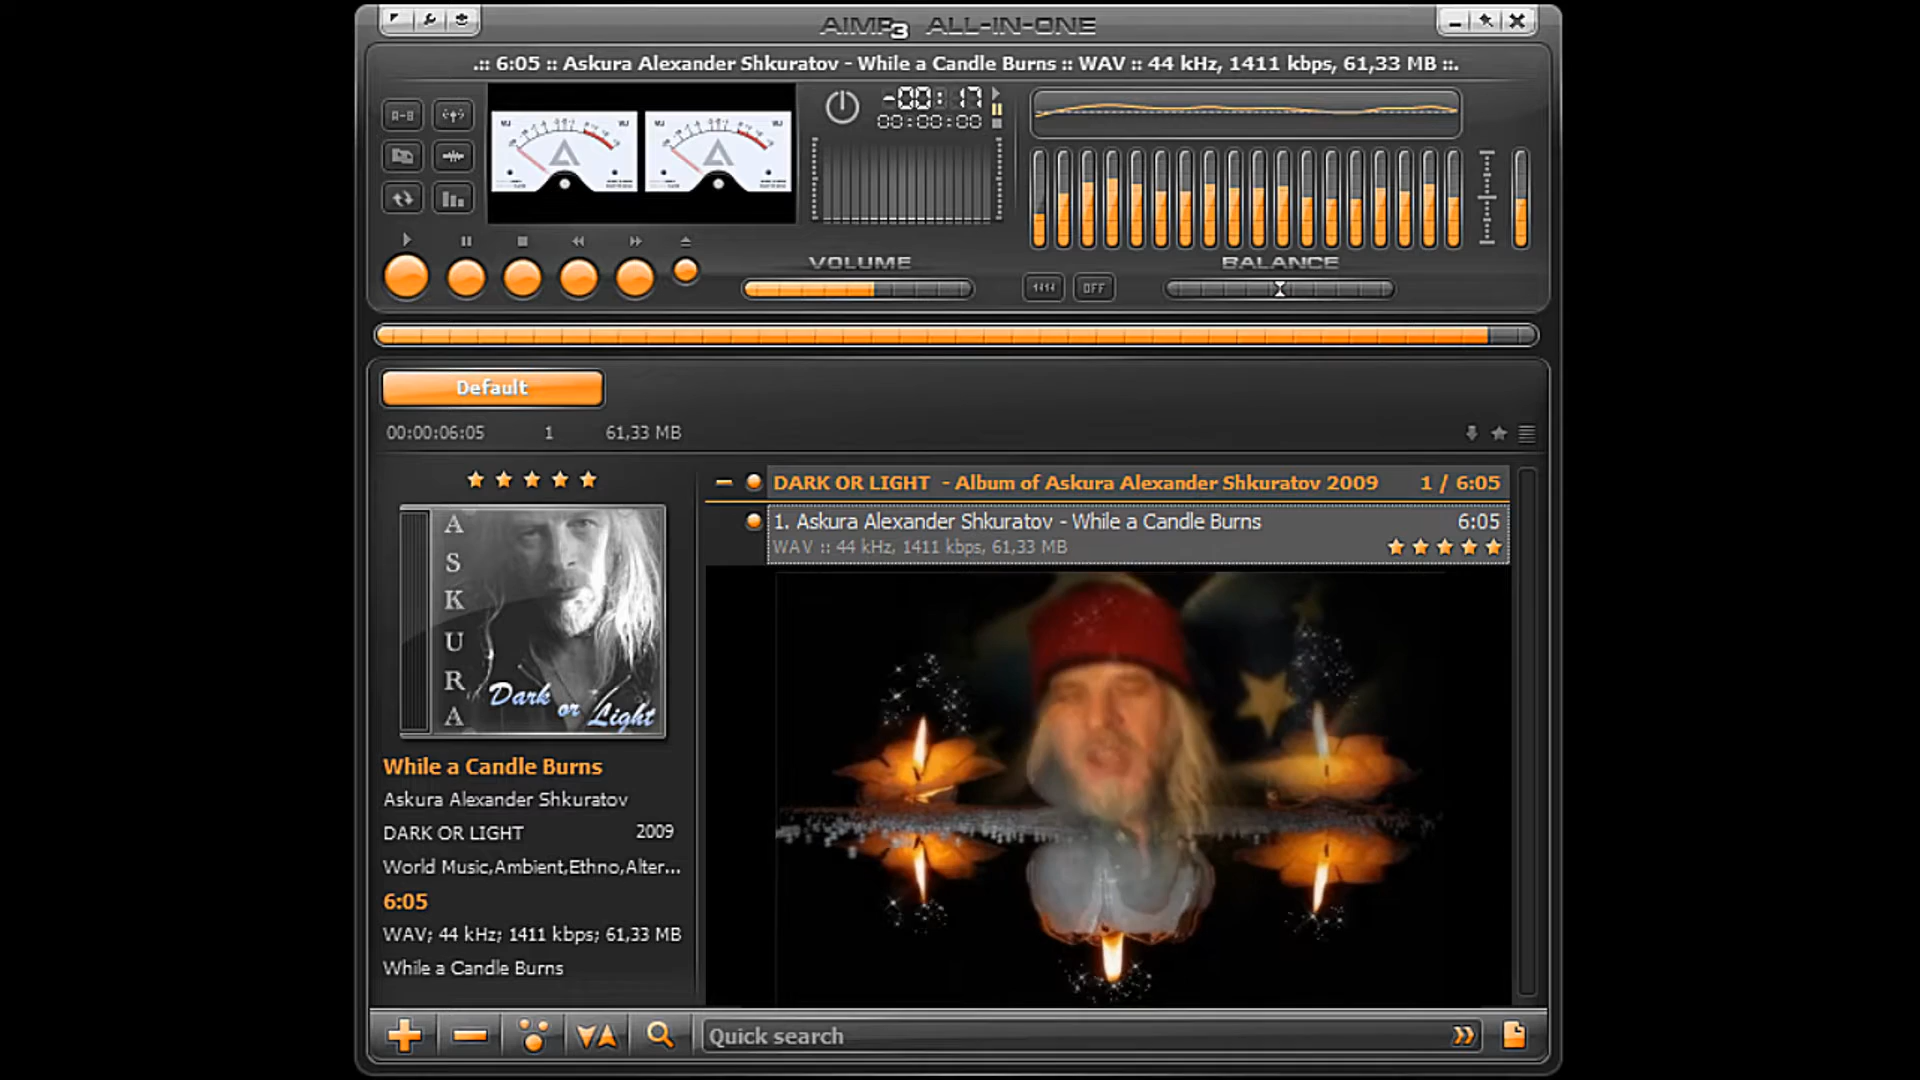 AIMP3 ALL-IN-ONE
.:: 6:05 :: Askura Alexander Shkuratov - While a Candle Burns :: WAV :: 44 kHz, 1411 kbps, 61,33 MB ::.
A-B
-00:17
00:00:00
VOLUME
BALANCE
OFF
Default
00:00:06:05 1 61,33 MB
DARK OR LIGHT - Album of Askura Alexander Shkuratov 2009 1 / 6:05
1. Askura Alexander Shkuratov - While a Candle Burns 6:05
WAV :: 44 kHz, 1411 kbps, 61,33 MB
ASKURA
Dark or Light
While a Candle Burns
Askura Alexander Shkuratov
DARK OR LIGHT 2009
World Music,Ambient,Ethno,Alter...
6:05
WAV; 44 kHz; 1411 kbps; 61,33 MB
While a Candle Burns
Quick search